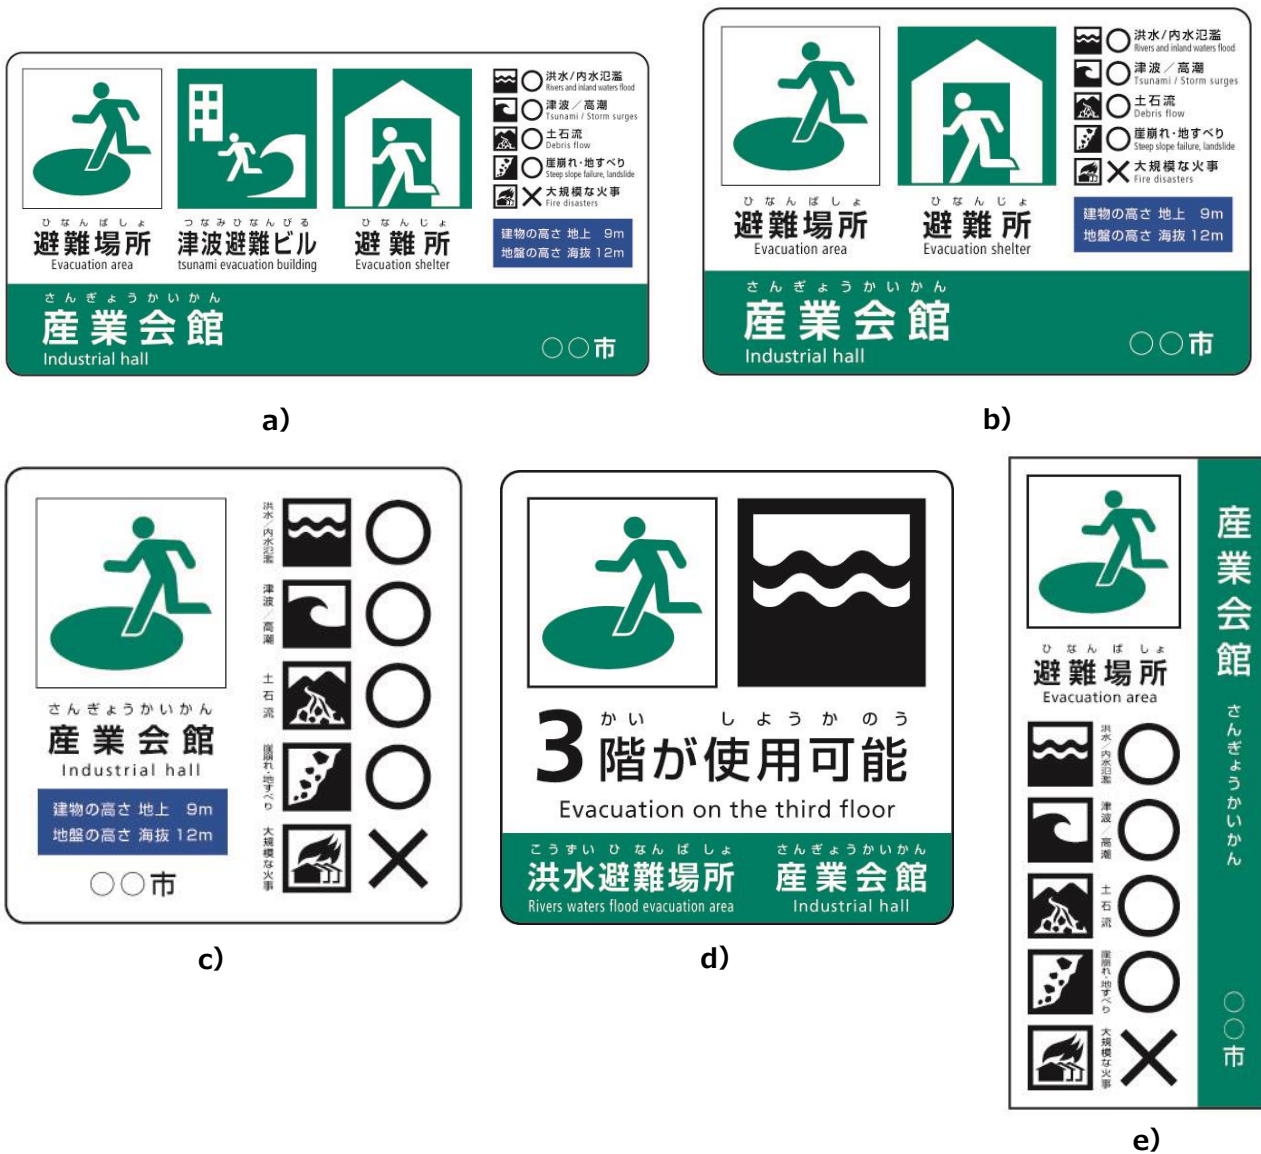 ひなんばしょ
避難場所
Evacuation area
つなみひなんびる
津波避難ビル
tsunami evacuation building
ひなんじょ
避難所
Evacuation shelter
洪水/内水氾濫
Rivers and inland waters flood
津波／高潮
Tsunami / Storm surges
土石流
Debris flow
崖崩れ・地すべり
Steep slope failure, landslide
大規模な火事
Fire disasters
建物の高さ 地上 9m
地盤の高さ 海抜 12m
さんぎょうかいかん
産業会館
Industrial hall
○○市
a)
ひなんばしょ
避難場所
Evacuation area
ひなんじょ
避難所
Evacuation shelter
洪水/内水氾濫
Rivers and inland waters flood
津波／高潮
Tsunami / Storm surges
土石流
Debris flow
崖崩れ・地すべり
Steep slope failure, landslide
大規模な火事
Fire disasters
建物の高さ 地上 9m
地盤の高さ 海抜 12m
さんぎょうかいかん
産業会館
Industrial hall
○○市
b)
さんぎょうかいかん
産業会館
Industrial hall
建物の高さ 地上 9m
地盤の高さ 海抜 12m
○○市
洪水/内水氾濫
津波／高潮
土石流
崖崩れ・地すべり
大規模な火事
c)
かい しようかのう
3階が使用可能
Evacuation on the third floor
こうずいひなんばしょ
洪水避難場所
Rivers waters flood evacuation area
さんぎょうかいかん
産業会館
Industrial hall
d)
ひなんばしょ
避難場所
Evacuation area
洪水/内水氾濫
津波／高潮
土石流
崖崩れ・地すべり
大規模な火事
産業会館
さんぎょうかいかん
○○市
e)